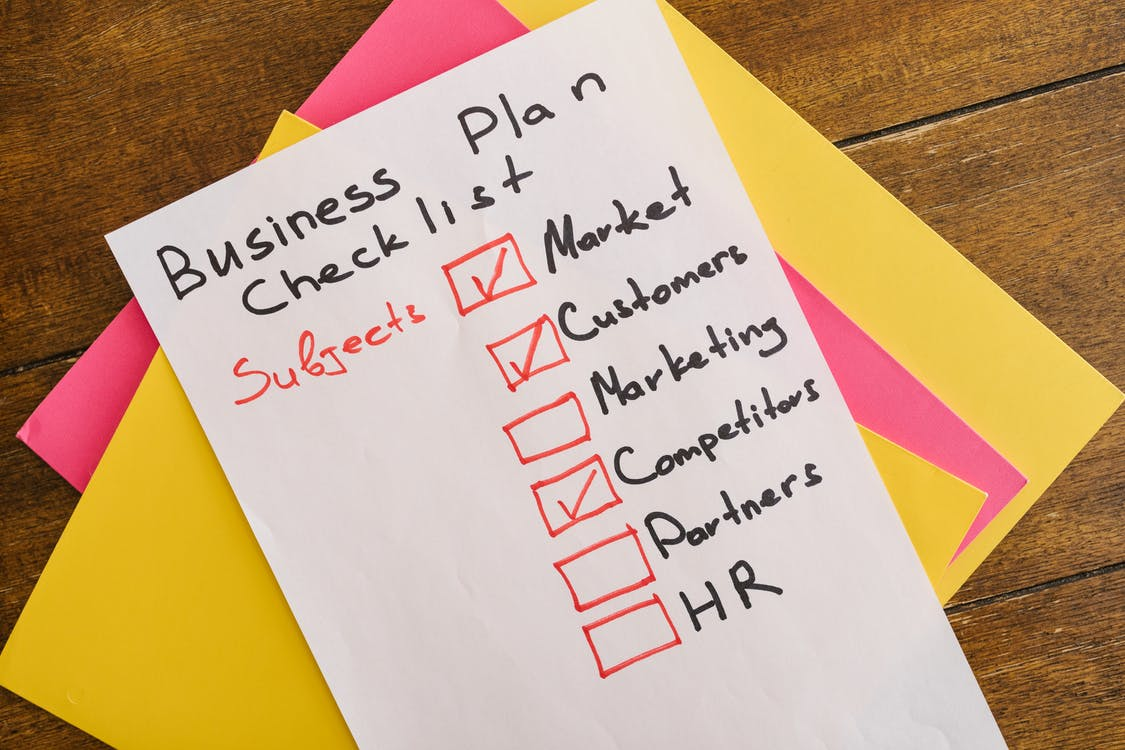 Business Plan
Checklist
Subjects
Market
Customers
Marketing
Competitors
Partners
HR